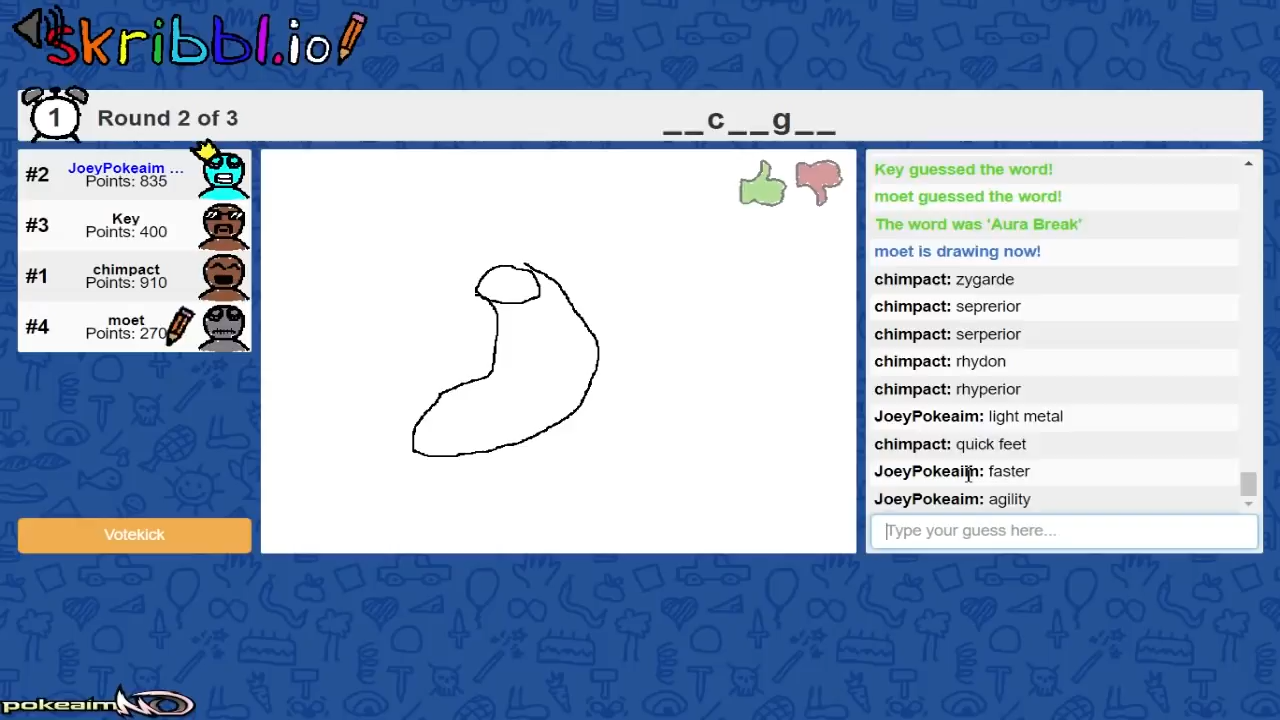 skribbl.io
1
Round 2 of 3
__c__g__
#2
JoeyPokeaim ...
Points: 835
#3
Key
Points: 400
#1
chimpact
Points: 910
#4
moet
Points: 270
Votekick
Key guessed the word!
moet guessed the word!
The word was 'Aura Break'
moet is drawing now!
chimpact: zygarde
chimpact: seprerior
chimpact: serperior
chimpact: rhydon
chimpact: rhyperior
JoeyPokeaim: light metal
chimpact: quick feet
JoeyPokeaim: faster
JoeyPokeaim: agility
Type your guess here...
pokeaim